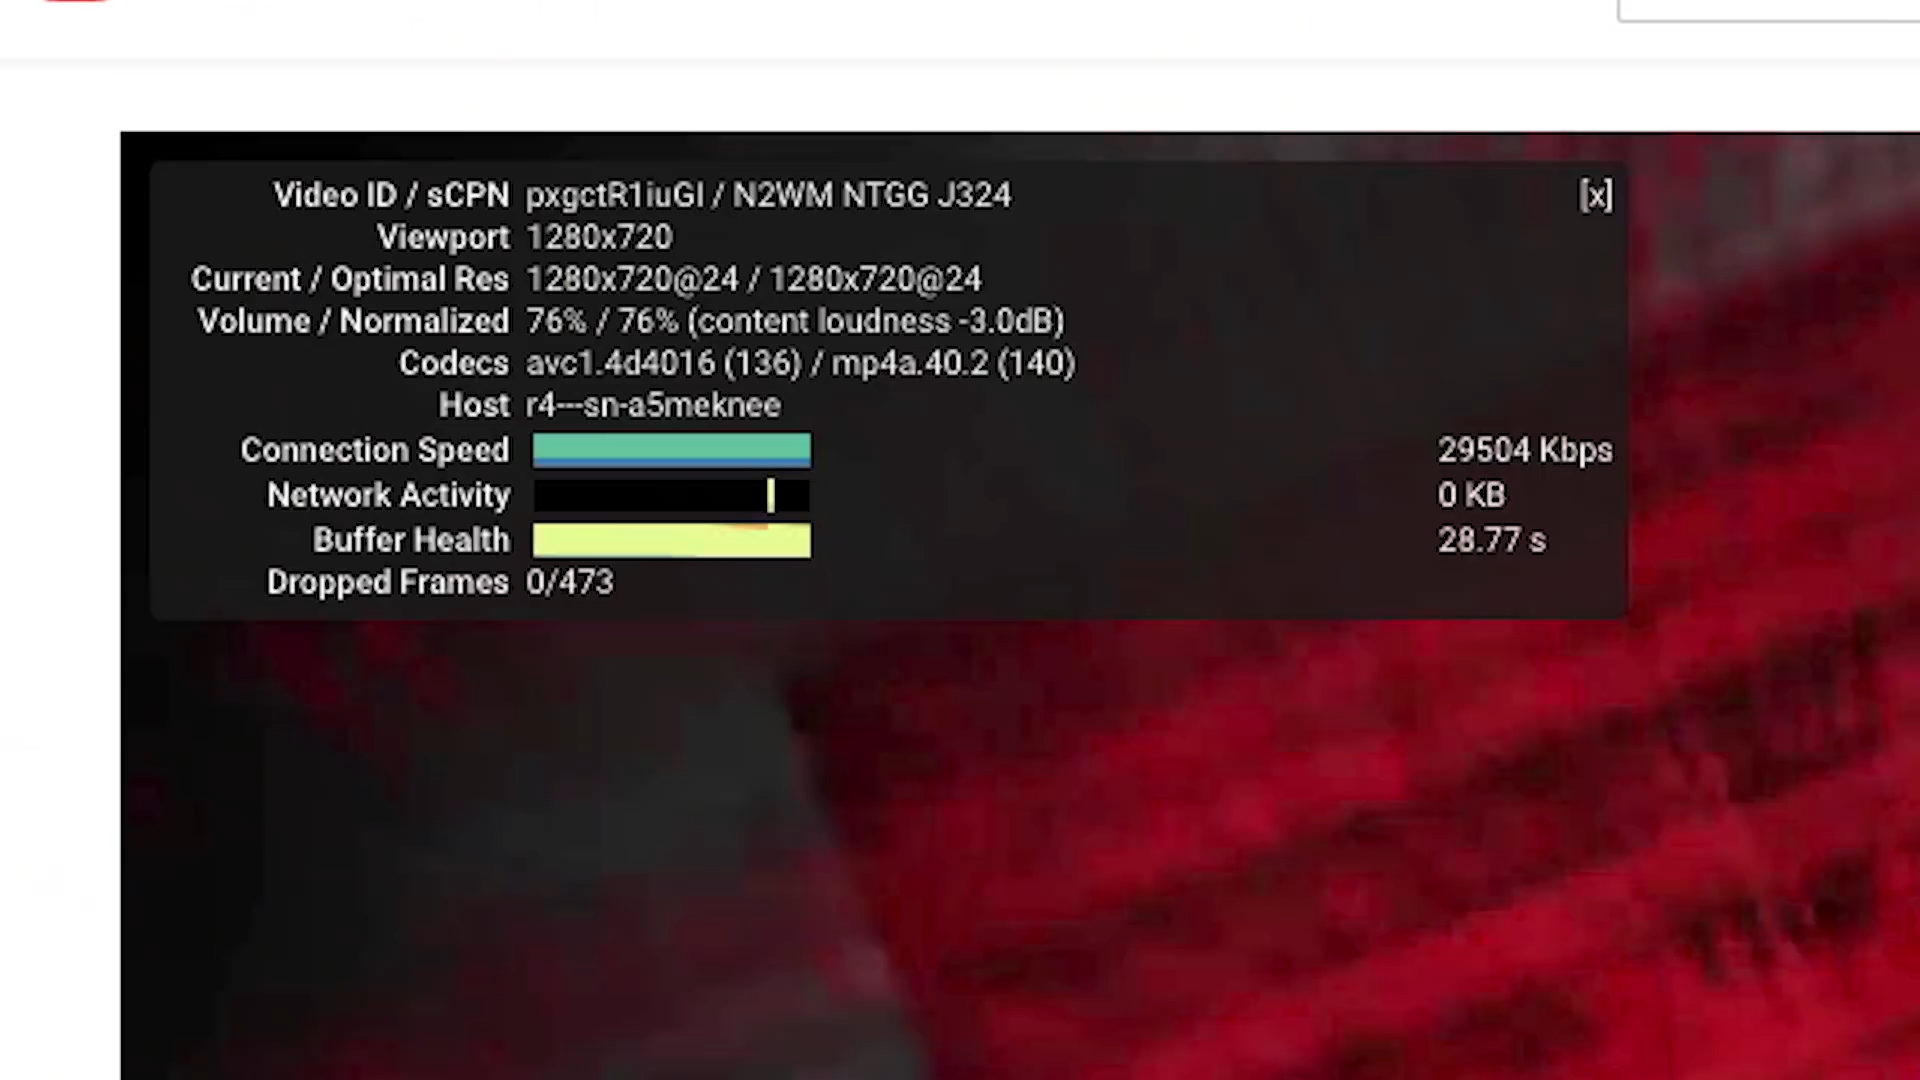 Video ID / sCPN pxgctR1iuGI / N2WM NTGG J324 [x]
Viewport 1280x720
Current / Optimal Res 1280x720@24 / 1280x720@24
Volume / Normalized 76% / 76% (content loudness -3.0dB)
Codecs avc1.4d4016 (136) / mp4a.40.2 (140)
Host r4---sn-a5meknee
Connection Speed 29504 Kbps
Network Activity 0 KB
Buffer Health 28.77 s
Dropped Frames 0/473